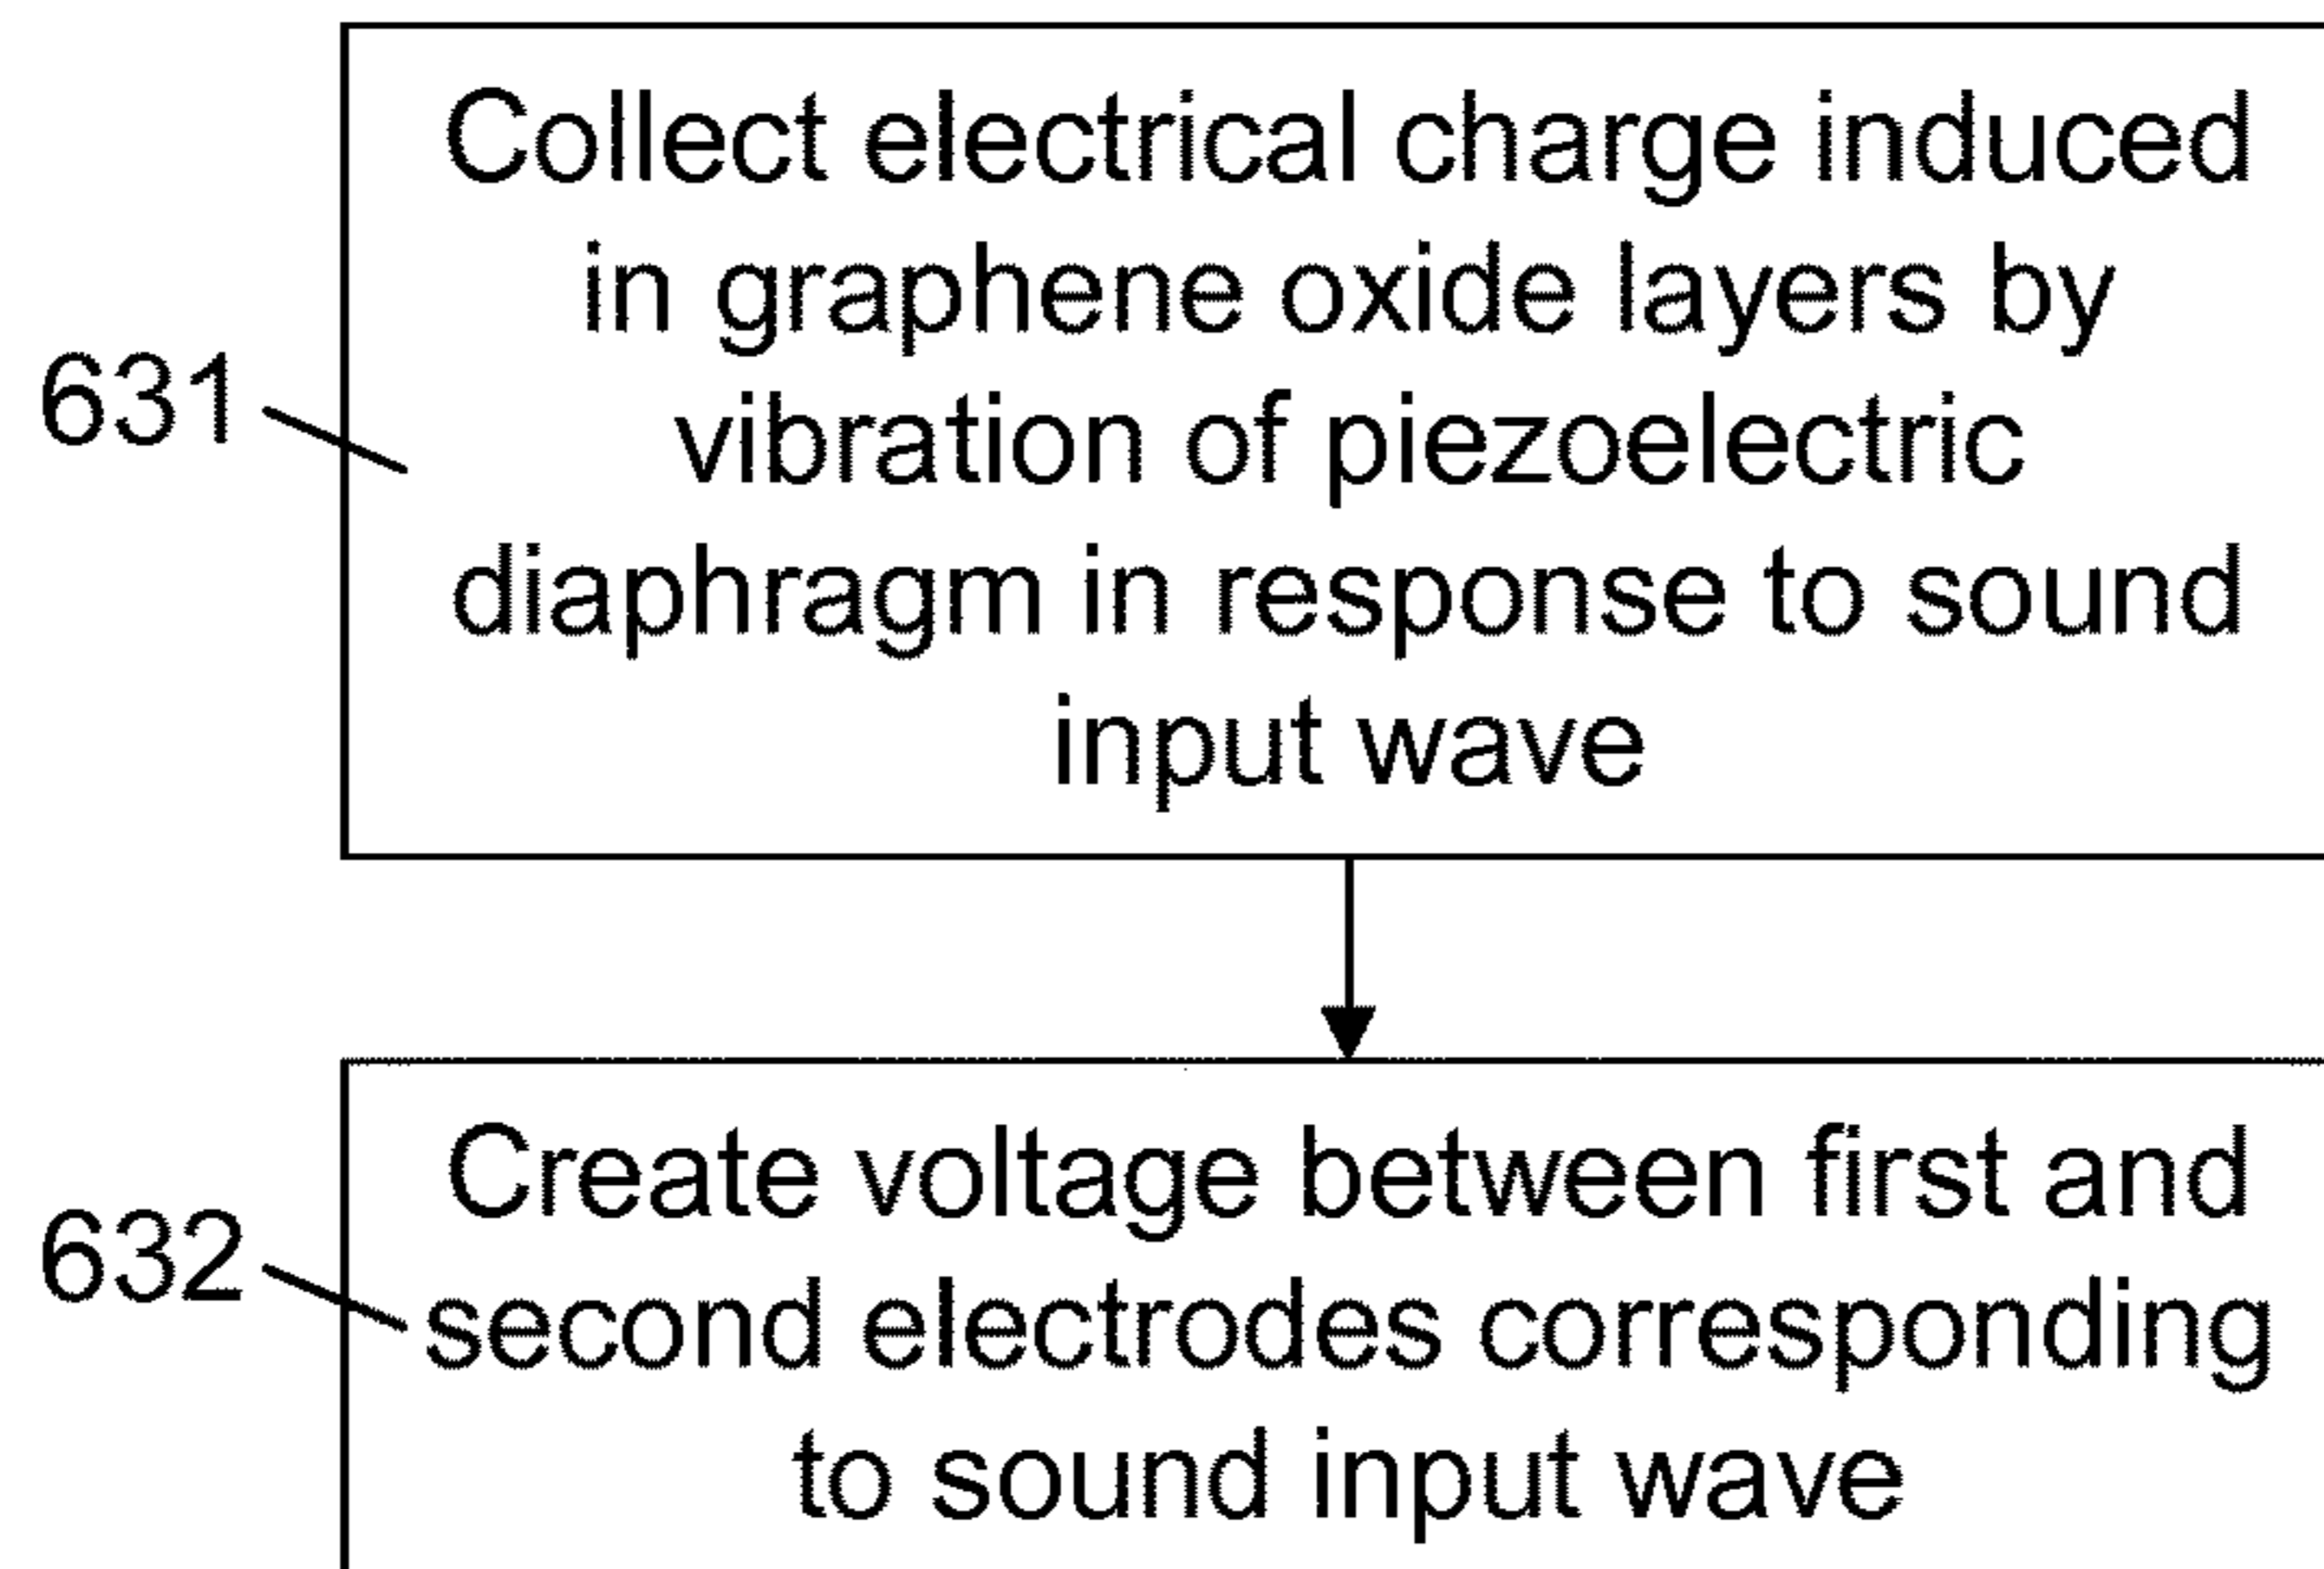 Collect electrical charge induced
in graphene oxide layers by
631
vibration of piezoelectric
diaphragm in response to sound
input wave
Create voltage between first and
632
second electrodes corresponding
to sound input wave